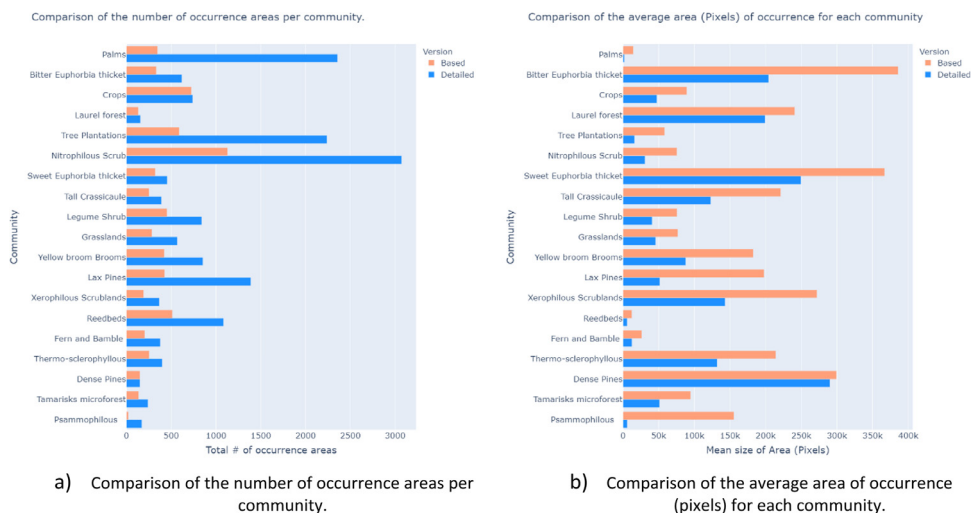 Comparison of the number of occurrence areas per community.
Palms
Bitter Euphorbia thicket
Crops
Laurel forest
Tree Plantations
Nitrophilous Scrub
Sweet Euphorbia thicket
Tall Crassicaule
Legume Shrub
Grasslands
Yellow broom Brooms
Lax Pines
Xerophilous Scrublands
Reedbeds
Fern and Bamble
Thermo-sclerophyllous
Dense Pines
Tamarisks microforest
Psammophilous
Community
0
500
1000
1500
2000
2500
3000
Total # of occurrence areas
Version
Based
Detailed
a) Comparison of the number of occurrence areas per
community.
Comparison of the average area (Pixels) of occurrence for each community
Palms
Bitter Euphorbia thicket
Crops
Laurel forest
Tree Plantations
Nitrophilous Scrub
Sweet Euphorbia thicket
Tall Crassicaule
Legume Shrub
Grasslands
Yellow broom Brooms
Lax Pines
Xerophilous Scrublands
Reedbeds
Fern and Bamble
Thermo-sclerophyllous
Dense Pines
Tamarisks microforest
Psammophilous
Community
0
50k
100k
150k
200k
250k
300k
350k
400k
Mean size of Area (Pixels)
Version
Based
Detailed
b) Comparison of the average area of occurrence
(pixels) for each community.